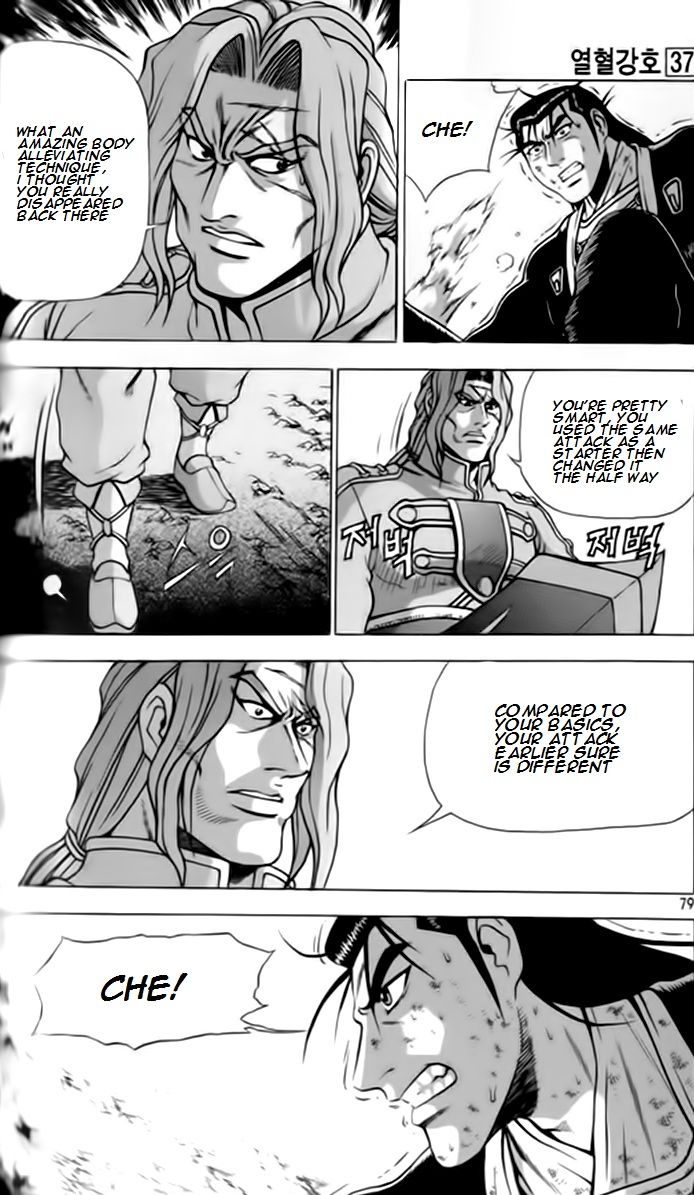 열혈강호 37
WHAT AN
AMAZING BODY
ALLEVIATING
TECHNIQUE,
I THOUGHT
YOU REALLY
DISAPPEARED
BACK THERE
CHE!
스으
YOU'RE PRETTY
SMART, YOU
USED THE SAME
ATTACK AS A
STARTER THEN
CHANGED IT
THE HALF WAY
저벅
저벅
COMPARED TO
YOUR BASICS,
YOUR ATTACK
EARLIER SURE
IS DIFFERENT
79
CHE!